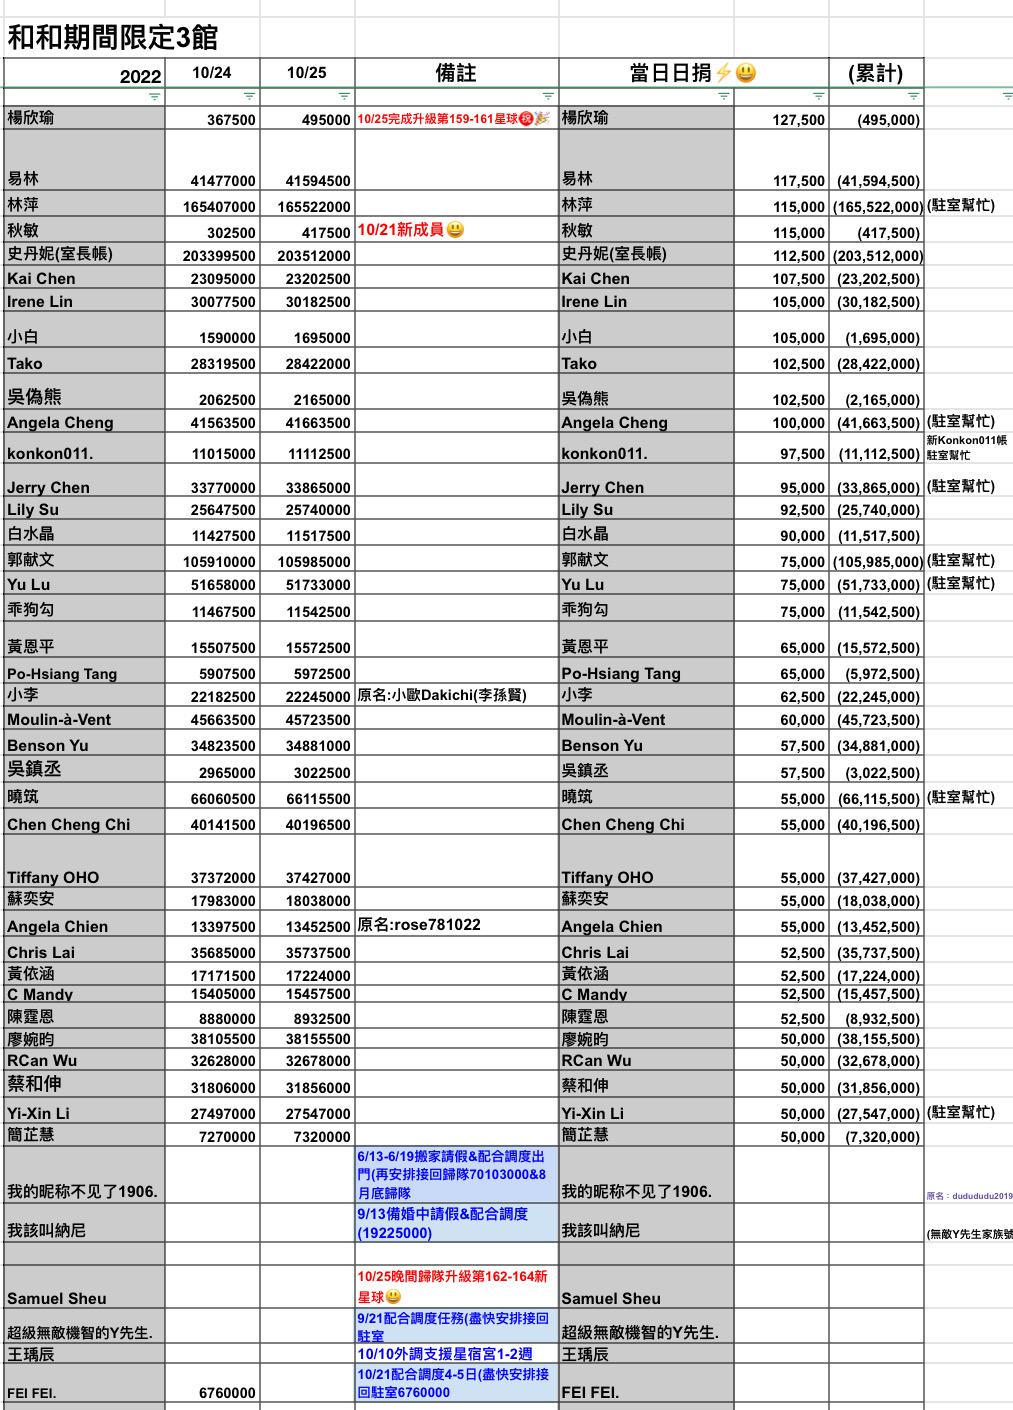 和和期間限定3館
2022 10/24 10/25 備註 當日日捐⚡😃 (累計)
楊欣瑜 367500 495000 10/25完成升級第159-161星球㊗️🎉 楊欣瑜 127,500 (495,000)
易林 41477000 41594500 易林 117,500 (41,594,500)
林萍 165407000 165522000 林萍 115,000 (165,522,000) (駐室幫忙)
秋敏 302500 417500 10/21新成員😃 秋敏 115,000 (417,500)
史丹妮(室長帳) 203399500 203512000 史丹妮(室長帳) 112,500 (203,512,000)
Kai Chen 23095000 23202500 Kai Chen 107,500 (23,202,500)
Irene Lin 30077500 30182500 Irene Lin 105,000 (30,182,500)
小白 1590000 1695000 小白 105,000 (1,695,000)
Tako 28319500 28422000 Tako 102,500 (28,422,000)
吳偽熊 2062500 2165000 吳偽熊 102,500 (2,165,000)
Angela Cheng 41563500 41663500 Angela Cheng 100,000 (41,663,500) (駐室幫忙)
konkon011. 11015000 11112500 konkon011. 97,500 (11,112,500) 新Konkon011帳
駐室幫忙
Jerry Chen 33770000 33865000 Jerry Chen 95,000 (33,865,000) (駐室幫忙)
Lily Su 25647500 25740000 Lily Su 92,500 (25,740,000)
白水晶 11427500 11517500 白水晶 90,000 (11,517,500)
郭献文 105910000 105985000 郭献文 75,000 (105,985,000) (駐室幫忙)
Yu Lu 51658000 51733000 Yu Lu 75,000 (51,733,000) (駐室幫忙)
乖狗勾 11467500 11542500 乖狗勾 75,000 (11,542,500)
黃恩平 15507500 15572500 黃恩平 65,000 (15,572,500)
Po-Hsiang Tang 5907500 5972500 Po-Hsiang Tang 65,000 (5,972,500)
小李 22182500 22245000 原名:小歐Dakichi(李孫賢) 小李 62,500 (22,245,000)
Moulin-à-Vent 45663500 45723500 Moulin-à-Vent 60,000 (45,723,500)
Benson Yu 34823500 34881000 Benson Yu 57,500 (34,881,000)
吳鎮丞 2965000 3022500 吳鎮丞 57,500 (3,022,500)
曉筑 66060500 66115500 曉筑 55,000 (66,115,500) (駐室幫忙)
Chen Cheng Chi 40141500 40196500 Chen Cheng Chi 55,000 (40,196,500)
Tiffany OHO 37372000 37427000 Tiffany OHO 55,000 (37,427,000)
蘇奕安 17983000 18038000 蘇奕安 55,000 (18,038,000)
Angela Chien 13397500 13452500 原名:rose781022 Angela Chien 55,000 (13,452,500)
Chris Lai 35685000 35737500 Chris Lai 52,500 (35,737,500)
黃依涵 17171500 17224000 黃依涵 52,500 (17,224,000)
C Mandy 15405000 15457500 C Mandy 52,500 (15,457,500)
陳霆恩 8880000 8932500 陳霆恩 52,500 (8,932,500)
廖婉昀 38105500 38155500 廖婉昀 50,000 (38,155,500)
RCan Wu 32628000 32678000 RCan Wu 50,000 (32,678,000)
蔡和伸 31806000 31856000 蔡和伸 50,000 (31,856,000)
Yi-Xin Li 27497000 27547000 Yi-Xin Li 50,000 (27,547,000) (駐室幫忙)
簡芷慧 7270000 7320000 簡芷慧 50,000 (7,320,000)
6/13-6/19搬家請假&配合調度出
門(再安排接回歸隊70103000&8
月底歸隊
我的昵称不见了1906. 我的昵称不见了1906. 原名：dudududu2019
9/13備婚中請假&配合調度
(19225000)
我該叫納尼 我該叫納尼 (無敵Y先生家族號
10/25晚間歸隊升級第162-164新
星球😃
Samuel Sheu Samuel Sheu
9/21配合調度任務(盡快安排接回
駐室
超級無敵機智的Y先生. 超級無敵機智的Y先生.
王瑀辰 10/10外調支援星宿宮1-2週 王瑀辰
10/21配合調度4-5日(盡快安排接
回駐室6760000
FEI FEI. 6760000 FEI FEI.